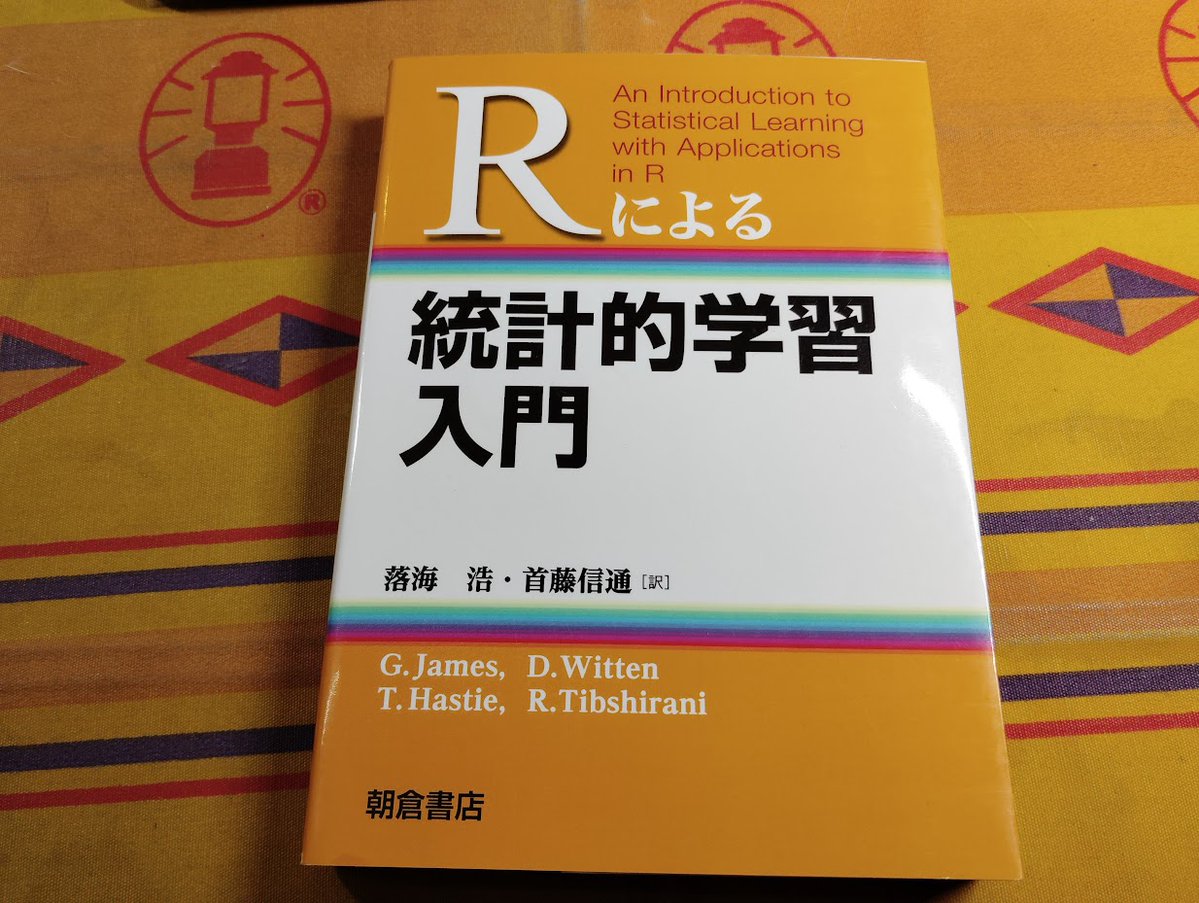 An Introduction to
Statistical Learning
with Applications
in R
Rによる
統計的学習
入門
落海 浩・首藤信通[訳]
G.James, D.Witten
T.Hastie, R.Tibshirani
朝倉書店
®